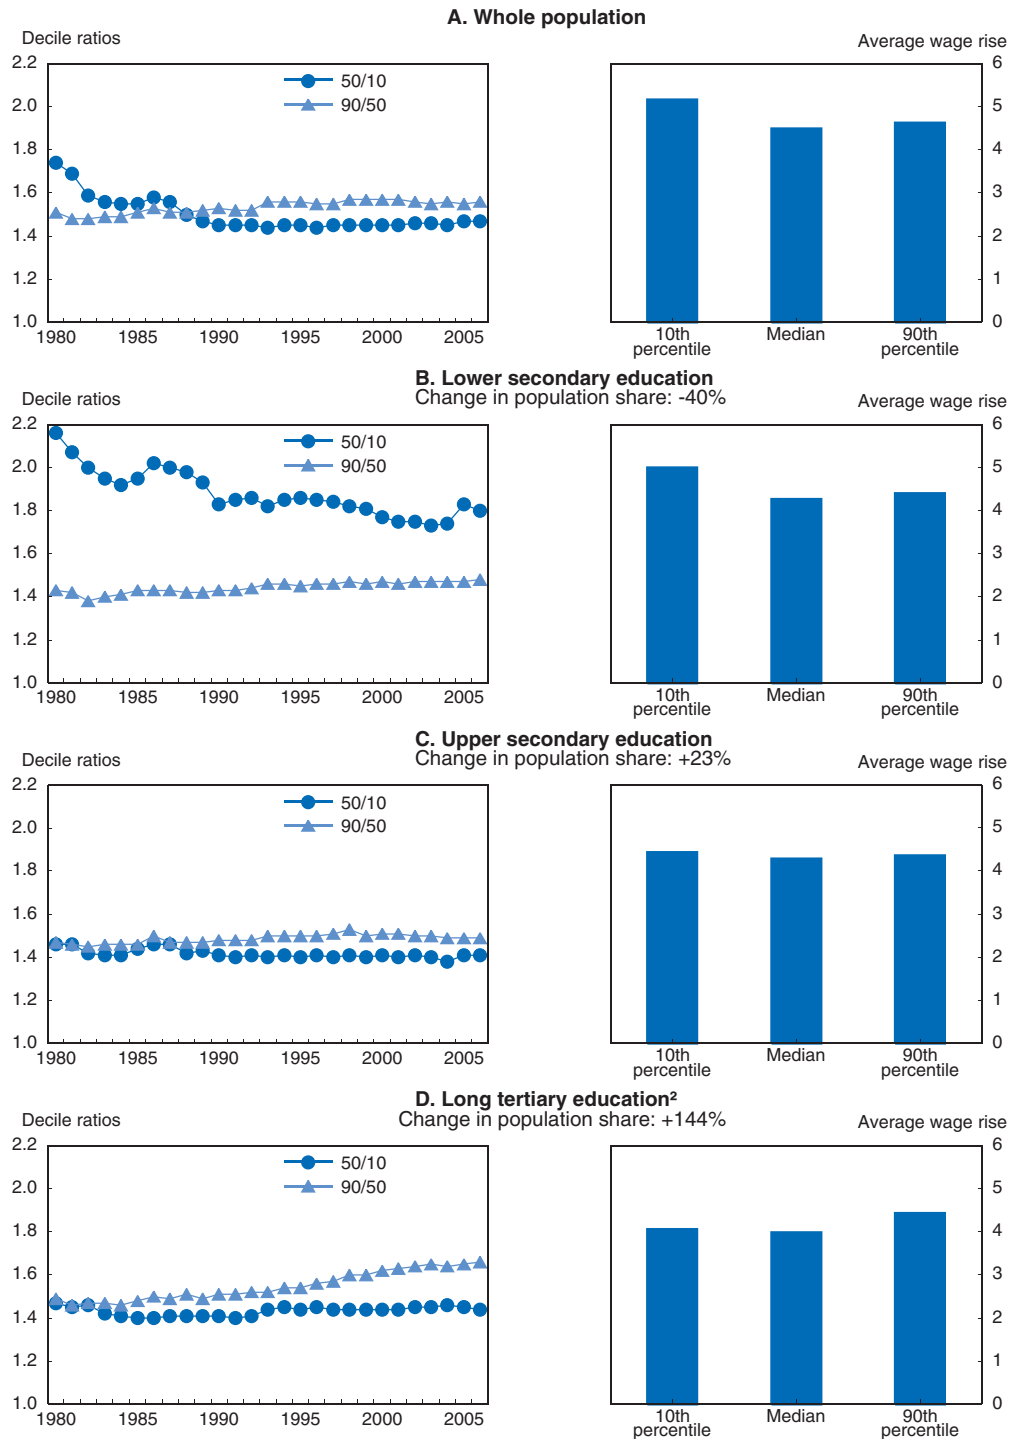 A. Whole population
Decile ratios
Average wage rise
2.2
2.0
1.8
1.6
1.4
1.2
1.0
50/10
90/50
1980 1985 1990 1995 2000 2005
6
5
4
3
2
1
0
10th percentile
Median
90th percentile
B. Lower secondary education
Change in population share: -40%
Decile ratios
Average wage rise
2.2
2.0
1.8
1.6
1.4
1.2
1.0
50/10
90/50
1980 1985 1990 1995 2000 2005
6
5
4
3
2
1
0
10th percentile
Median
90th percentile
C. Upper secondary education
Change in population share: +23%
Decile ratios
Average wage rise
2.2
2.0
1.8
1.6
1.4
1.2
1.0
50/10
90/50
1980 1985 1990 1995 2000 2005
6
5
4
3
2
1
0
10th percentile
Median
90th percentile
D. Long tertiary education²
Change in population share: +144%
Decile ratios
Average wage rise
2.2
2.0
1.8
1.6
1.4
1.2
1.0
50/10
90/50
1980 1985 1990 1995 2000 2005
6
5
4
3
2
1
0
10th percentile
Median
90th percentile